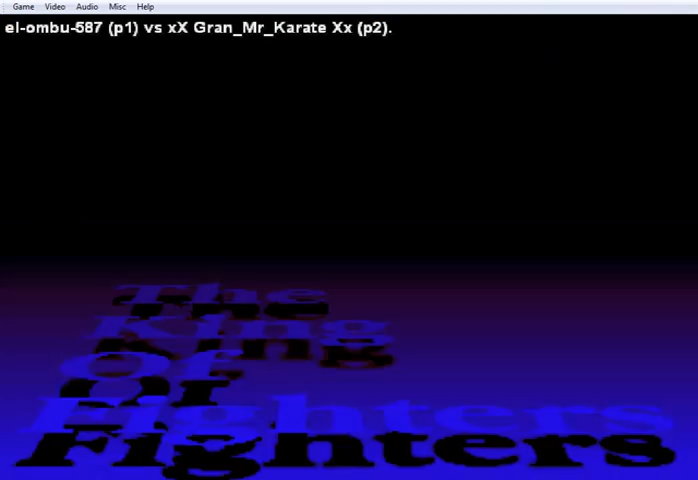 Game Video Audio Misc Help
el-ombu-587 (p1) vs xX Gran_Mr_Karate Xx (p2).
The
King
Of
Fighters